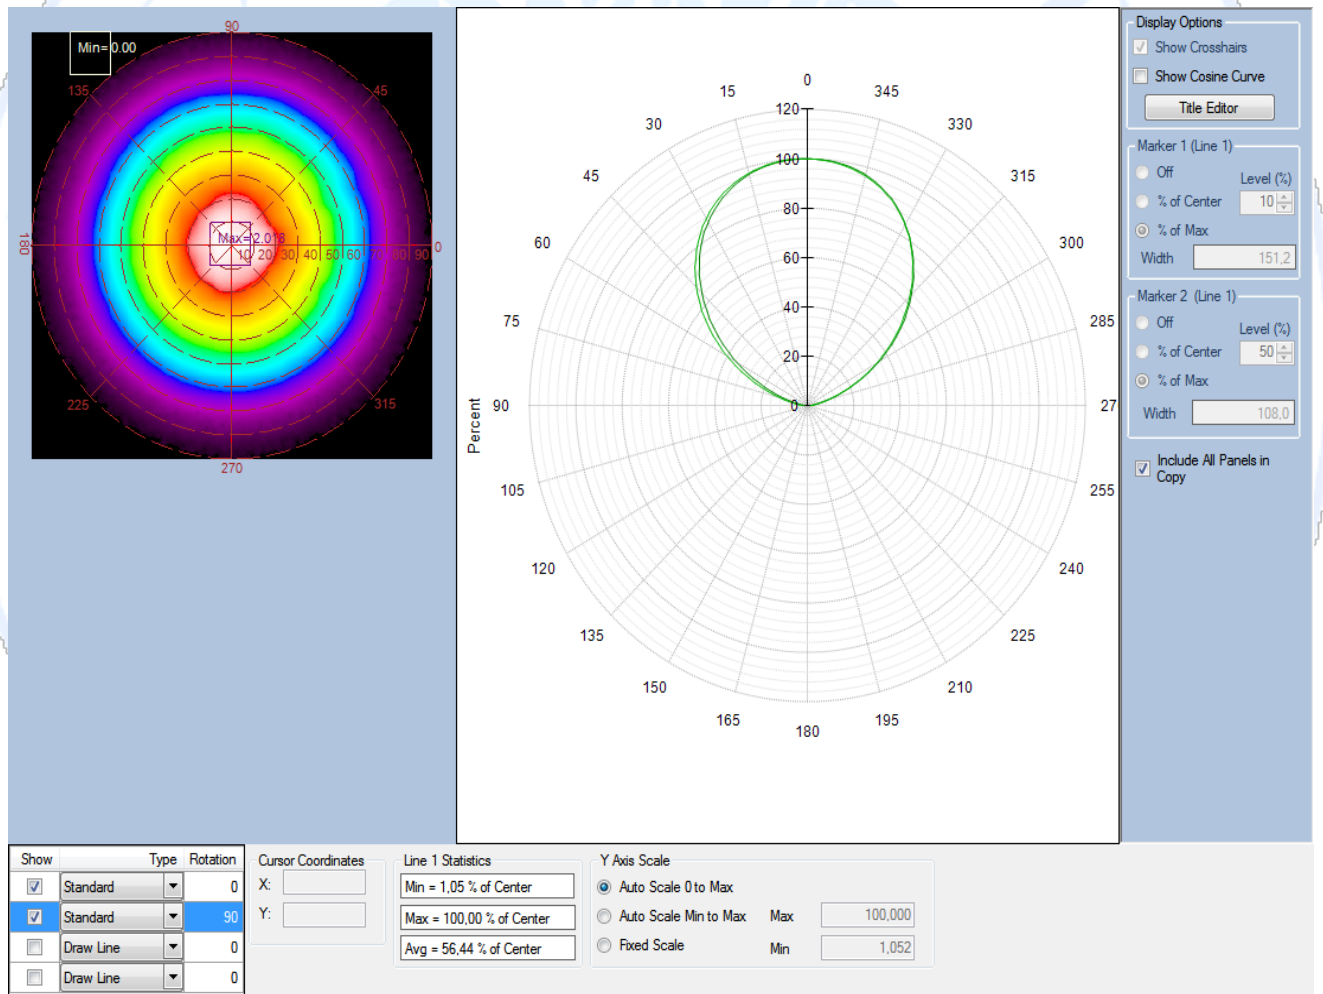 90
Min= 0.00
135
45
180
Max=2.018
0
10 20 30 40 50 60 70 80 90
225
315
270
0
15
345
30
330
45
315
60
300
75
285
90
27
105
255
120
240
135
225
150
210
165
195
180
120
100
80
60
40
20
0
Percent
Display Options
Show Crosshairs
Show Cosine Curve
Title Editor
Marker 1 (Line 1)
Off
Level (%)
% of Center
10
% of Max
Width
151,2
Marker 2 (Line 1)
Off
Level (%)
% of Center
50
% of Max
Width
108,0
Include All Panels in
Copy
Show Type Rotation
Standard 0
Standard 90
Draw Line 0
Draw Line 0
Cursor Coordinates
X:
Y:
Line 1 Statistics
Min = 1,05 % of Center
Max = 100,00 % of Center
Avg = 56,44 % of Center
Y Axis Scale
Auto Scale 0 to Max
Auto Scale Min to Max Max 100,000
Fixed Scale Min 1,052